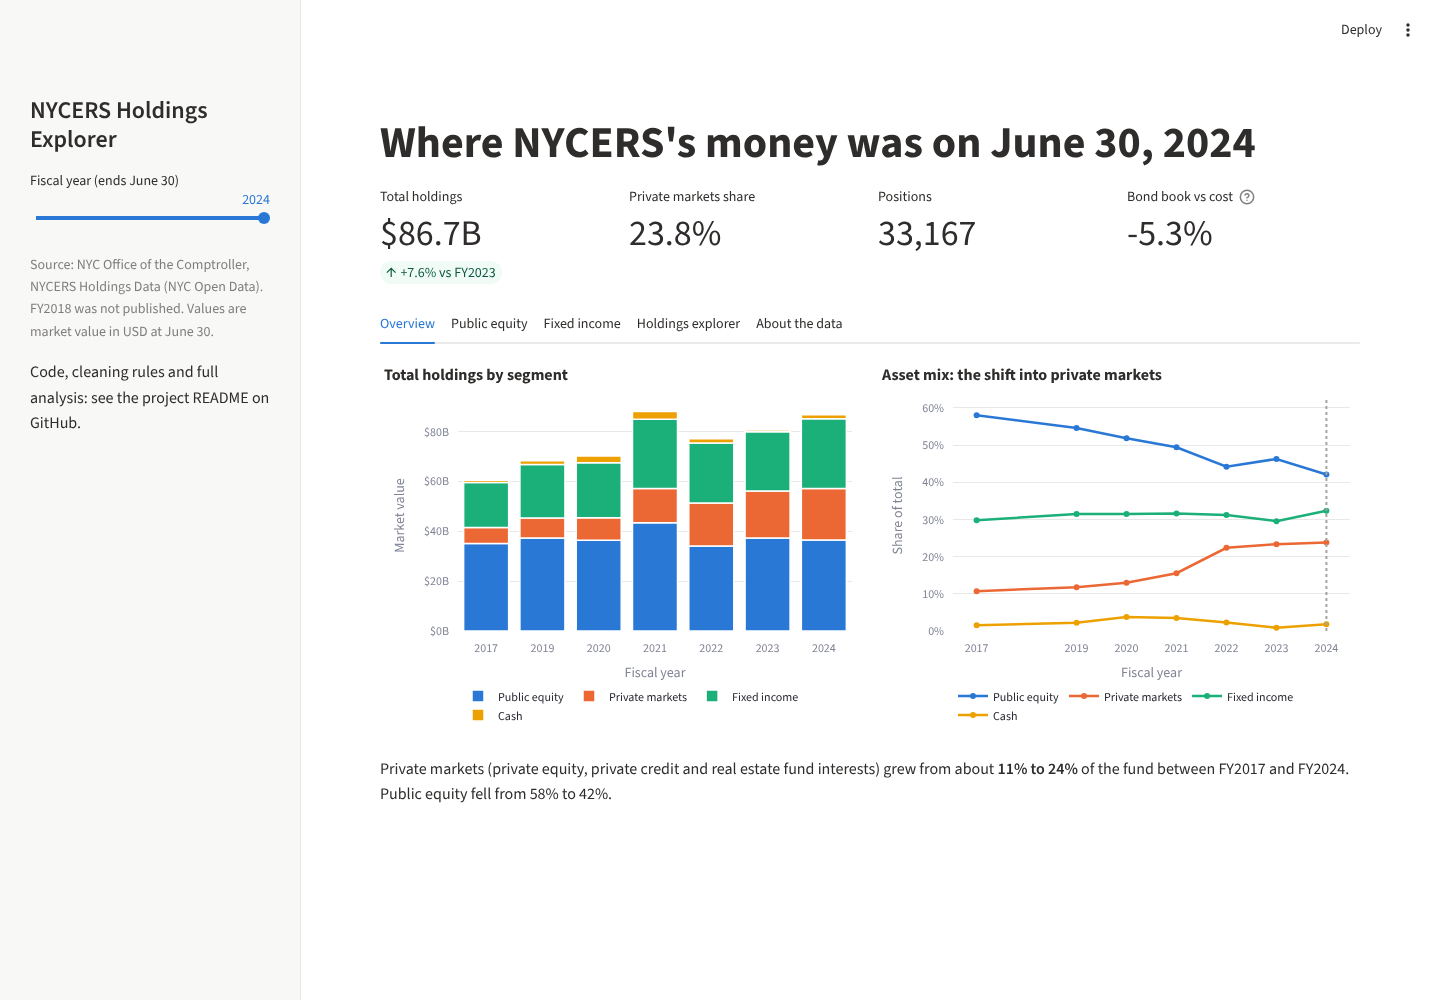 Deploy
NYCERS Holdings
Explorer
Fiscal year (ends June 30)
2024
Source: NYC Office of the Comptroller,
NYCERS Holdings Data (NYC Open Data).
FY2018 was not published. Values are
market value in USD at June 30.
Code, cleaning rules and full
analysis: see the project README on
GitHub.
Where NYCERS's money was on June 30, 2024
Total holdings
$86.7B
↑ +7.6% vs FY2023
Private markets share
23.8%
Positions
33,167
Bond book vs cost ?
-5.3%
Overview Public equity Fixed income Holdings explorer About the data
Total holdings by segment
Market value
$80B
$60B
$40B
$20B
$0B
2017 2019 2020 2021 2022 2023 2024
Fiscal year
Public equity Private markets Fixed income
Cash
Asset mix: the shift into private markets
Share of total
60%
50%
40%
30%
20%
10%
0%
2017 2019 2020 2021 2022 2023 2024
Fiscal year
Public equity Private markets Fixed income
Cash
Private markets (private equity, private credit and real estate fund interests) grew from about 11% to 24% of the fund between FY2017 and FY2024.
Public equity fell from 58% to 42%.